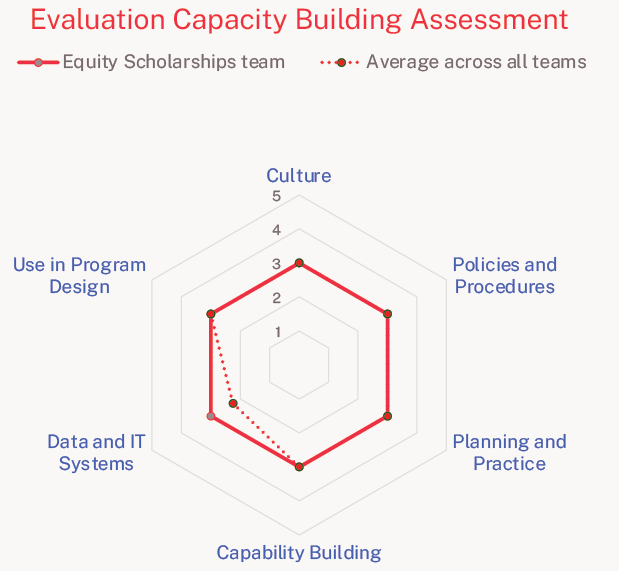 Evaluation Capacity Building Assessment
Equity Scholarships team
Average across all teams
Culture
5
4
3
2
1
Use in Program
Design
Policies and
Procedures
Data and IT
Systems
Planning and
Practice
Capability Building